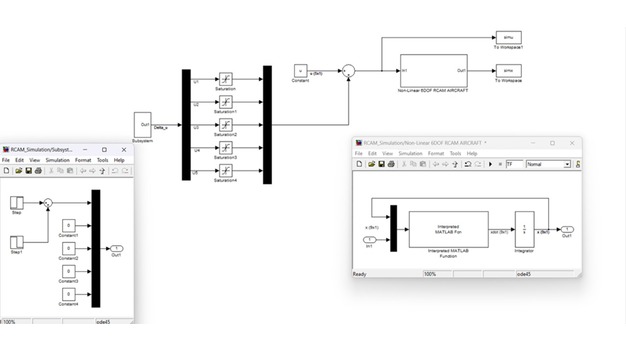 simu
To Workspace1
u
Constant
u (5x1)
In1
Out1
Non-Linear 6DOF RCAM AIRCRAFT
simx
To Workspace
Out1
Subsystem
Delta_u
u1
Saturation
u2
Saturation1
u3
Saturation2
u4
Saturation3
u5
Saturation4
RCAM_Simulation/Subsyst...
File Edit View Simulation Format Tools Help
Step
Step1
0
Constant1
0
Constant2
0
Constant3
0
Constant4
1
Out1
100%
ode45
RCAM_Simulation/Non-Linear 6DOF RCAM AIRCRAFT *
File Edit View Simulation Format Tools Help
TF
Normal
x (9x1)
1
In1
Interpreted
MATLAB Fcn
Interpreted MATLAB
Function
xdot (9x1)
1
s
Integrator
x (9x1)
1
Out1
Ready
100%
ode45